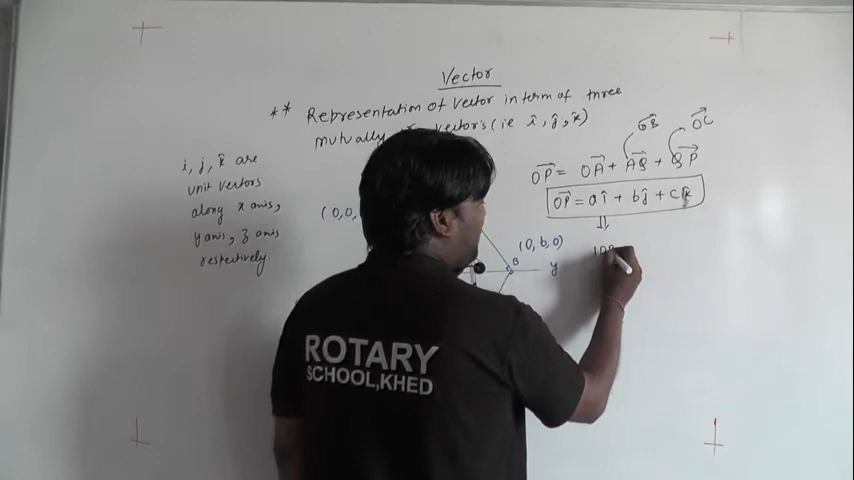 Vector
** Representation of Vector in term of three
mutually vectors (ie î, ĵ, k̂)
i, j, k̂ are
unit vectors
along x axis,
y axis, z axis
respectively.
(0,0,
(0, b, 0)
B
y
OB→ OC→
OP→ = OA→ + AQ→ + QP→
OP→ = aî + bĵ + ck̂
⇓
ROTARY
SCHOOL,KHED